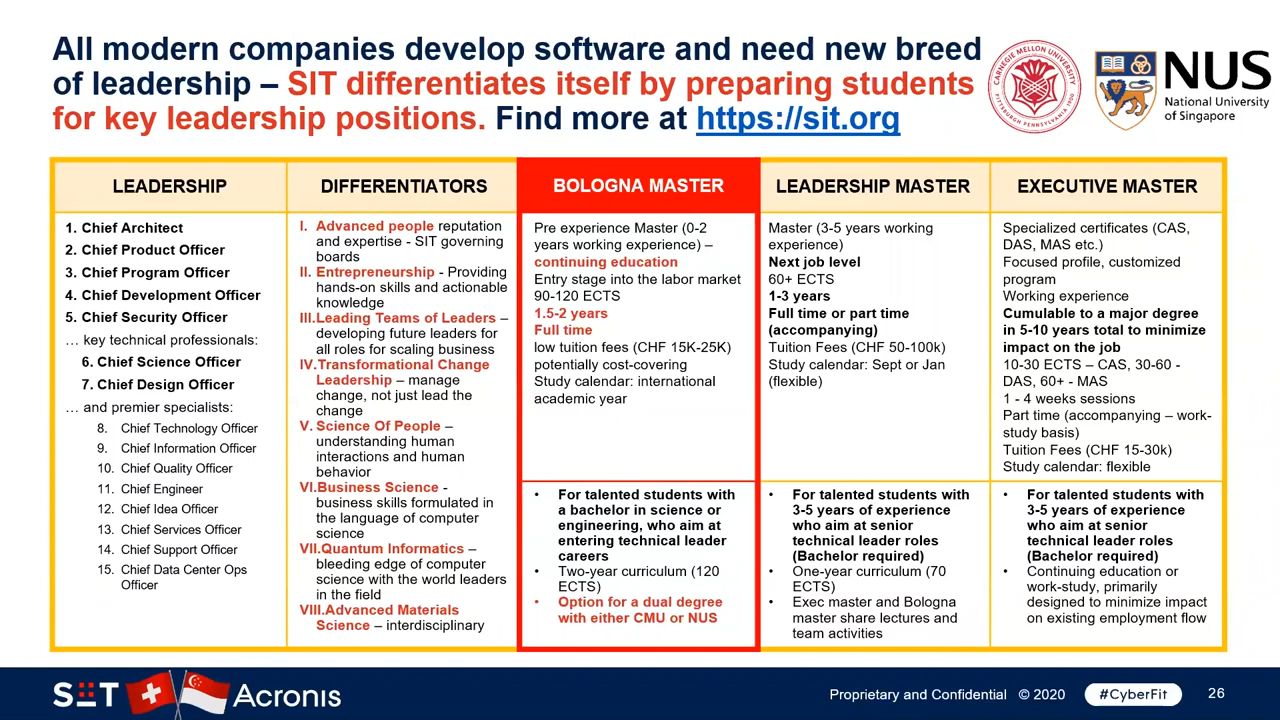 All modern companies develop software and need new breed
of leadership – SIT differentiates itself by preparing students
for key leadership positions. Find more at https://sit.org
CARNEGIE MELLON UNIVERSITY
PITTSBURGH PENNSYLVANIA 1900
NUS
National University
of Singapore
LEADERSHIP
1. Chief Architect
2. Chief Product Officer
3. Chief Program Officer
4. Chief Development Officer
5. Chief Security Officer
… key technical professionals:
6. Chief Science Officer
7. Chief Design Officer
… and premier specialists:
8. Chief Technology Officer
9. Chief Information Officer
10. Chief Quality Officer
11. Chief Engineer
12. Chief Idea Officer
13. Chief Services Officer
14. Chief Support Officer
15. Chief Data Center Ops
Officer
DIFFERENTIATORS
I. Advanced people reputation
and expertise - SIT governing
boards
II. Entrepreneurship - Providing
hands-on skills and actionable
knowledge
III.Leading Teams of Leaders –
developing future leaders for
all roles for scaling business
IV.Transformational Change
Leadership – manage
change, not just lead the
change
V. Science Of People –
understanding human
interactions and human
behavior
VI.Business Science -
business skills formulated in
the language of computer
science
VII.Quantum Informatics –
bleeding edge of computer
science with the world leaders
in the field
VIII.Advanced Materials
Science – interdisciplinary
BOLOGNA MASTER
Pre experience Master (0-2
years working experience) –
continuing education
Entry stage into the labor market
90-120 ECTS
1.5-2 years
Full time
low tuition fees (CHF 15K-25K)
potentially cost-covering
Study calendar: international
academic year
• For talented students with
a bachelor in science or
engineering, who aim at
entering technical leader
careers
• Two-year curriculum (120
ECTS)
• Option for a dual degree
with either CMU or NUS
LEADERSHIP MASTER
Master (3-5 years working
experience)
Next job level
60+ ECTS
1-3 years
Full time or part time
(accompanying)
Tuition Fees (CHF 50-100k)
Study calendar: Sept or Jan
(flexible)
• For talented students with
3-5 years of experience
who aim at senior
technical leader roles
(Bachelor required)
• One-year curriculum (70
ECTS)
• Exec master and Bologna
master share lectures and
team activities
EXECUTIVE MASTER
Specialized certificates (CAS,
DAS, MAS etc.)
Focused profile, customized
program
Working experience
Cumulable to a major degree
in 5-10 years total to minimize
impact on the job
10-30 ECTS – CAS, 30-60 -
DAS, 60+ - MAS
1 - 4 weeks sessions
Part time (accompanying – work-
study basis)
Tuition Fees (CHF 15-30k)
Study calendar: flexible
• For talented students with
3-5 years of experience
who aim at senior
technical leader roles
(Bachelor required)
• Continuing education or
work-study, primarily
designed to minimize impact
on existing employment flow
SIT
Acronis
Proprietary and Confidential © 2020
#CyberFit
26